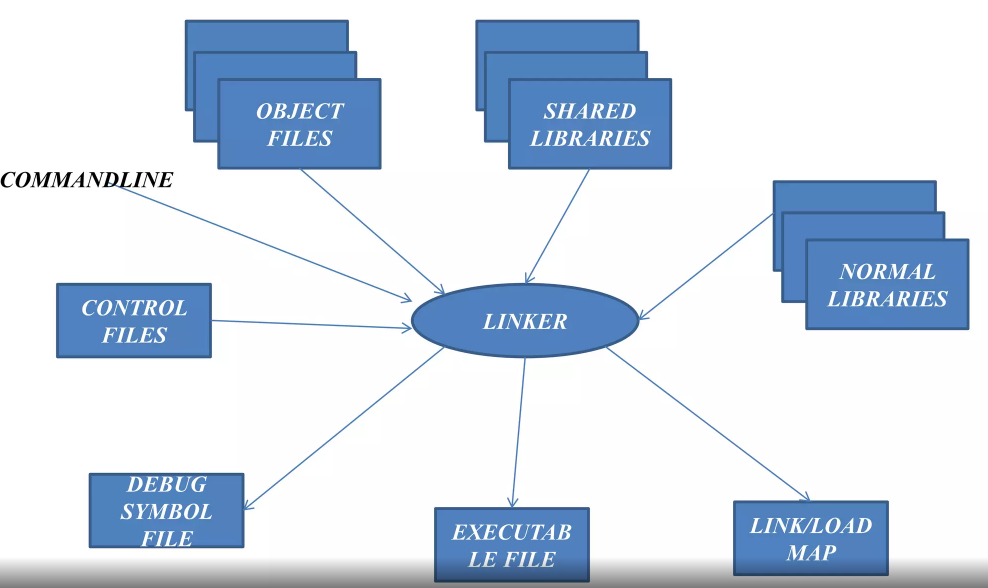 OBJECT
FILES
SHARED
LIBRARIES
COMMANDLINE
NORMAL
LIBRARIES
CONTROL
FILES
LINKER
DEBUG
SYMBOL
FILE
EXECUTAB
LE FILE
LINK/LOAD
MAP